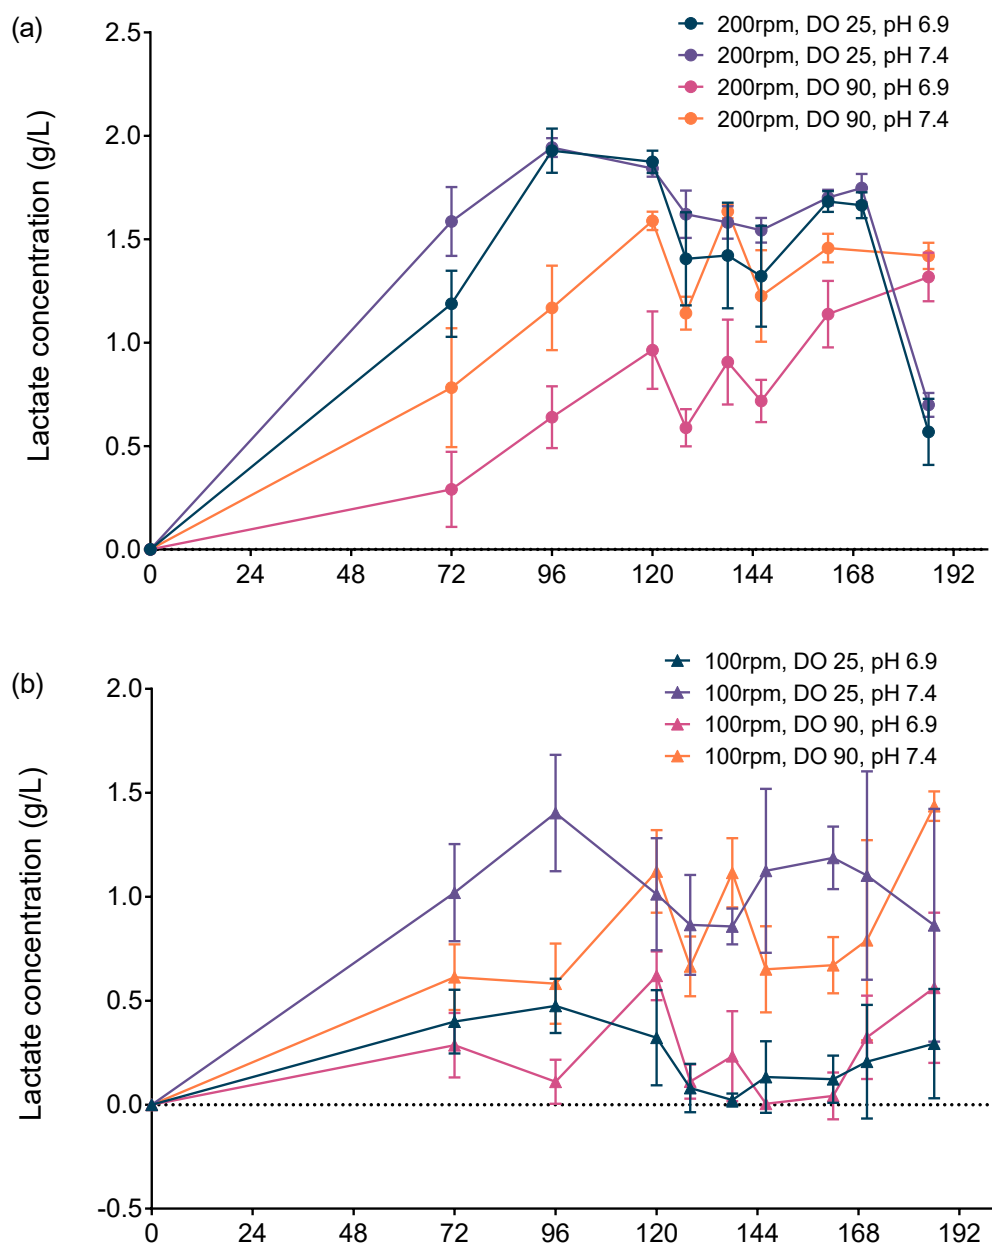 (a)
200rpm, DO 25, pH 6.9
200rpm, DO 25, pH 7.4
200rpm, DO 90, pH 6.9
200rpm, DO 90, pH 7.4
Lactate concentration (g/L)
2.5
2.0
1.5
1.0
0.5
0.0
0 24 48 72 96 120 144 168 192
(b)
100rpm, DO 25, pH 6.9
100rpm, DO 25, pH 7.4
100rpm, DO 90, pH 6.9
100rpm, DO 90, pH 7.4
Lactate concentration (g/L)
2.0
1.5
1.0
0.5
0.0
-0.5
0 24 48 72 96 120 144 168 192